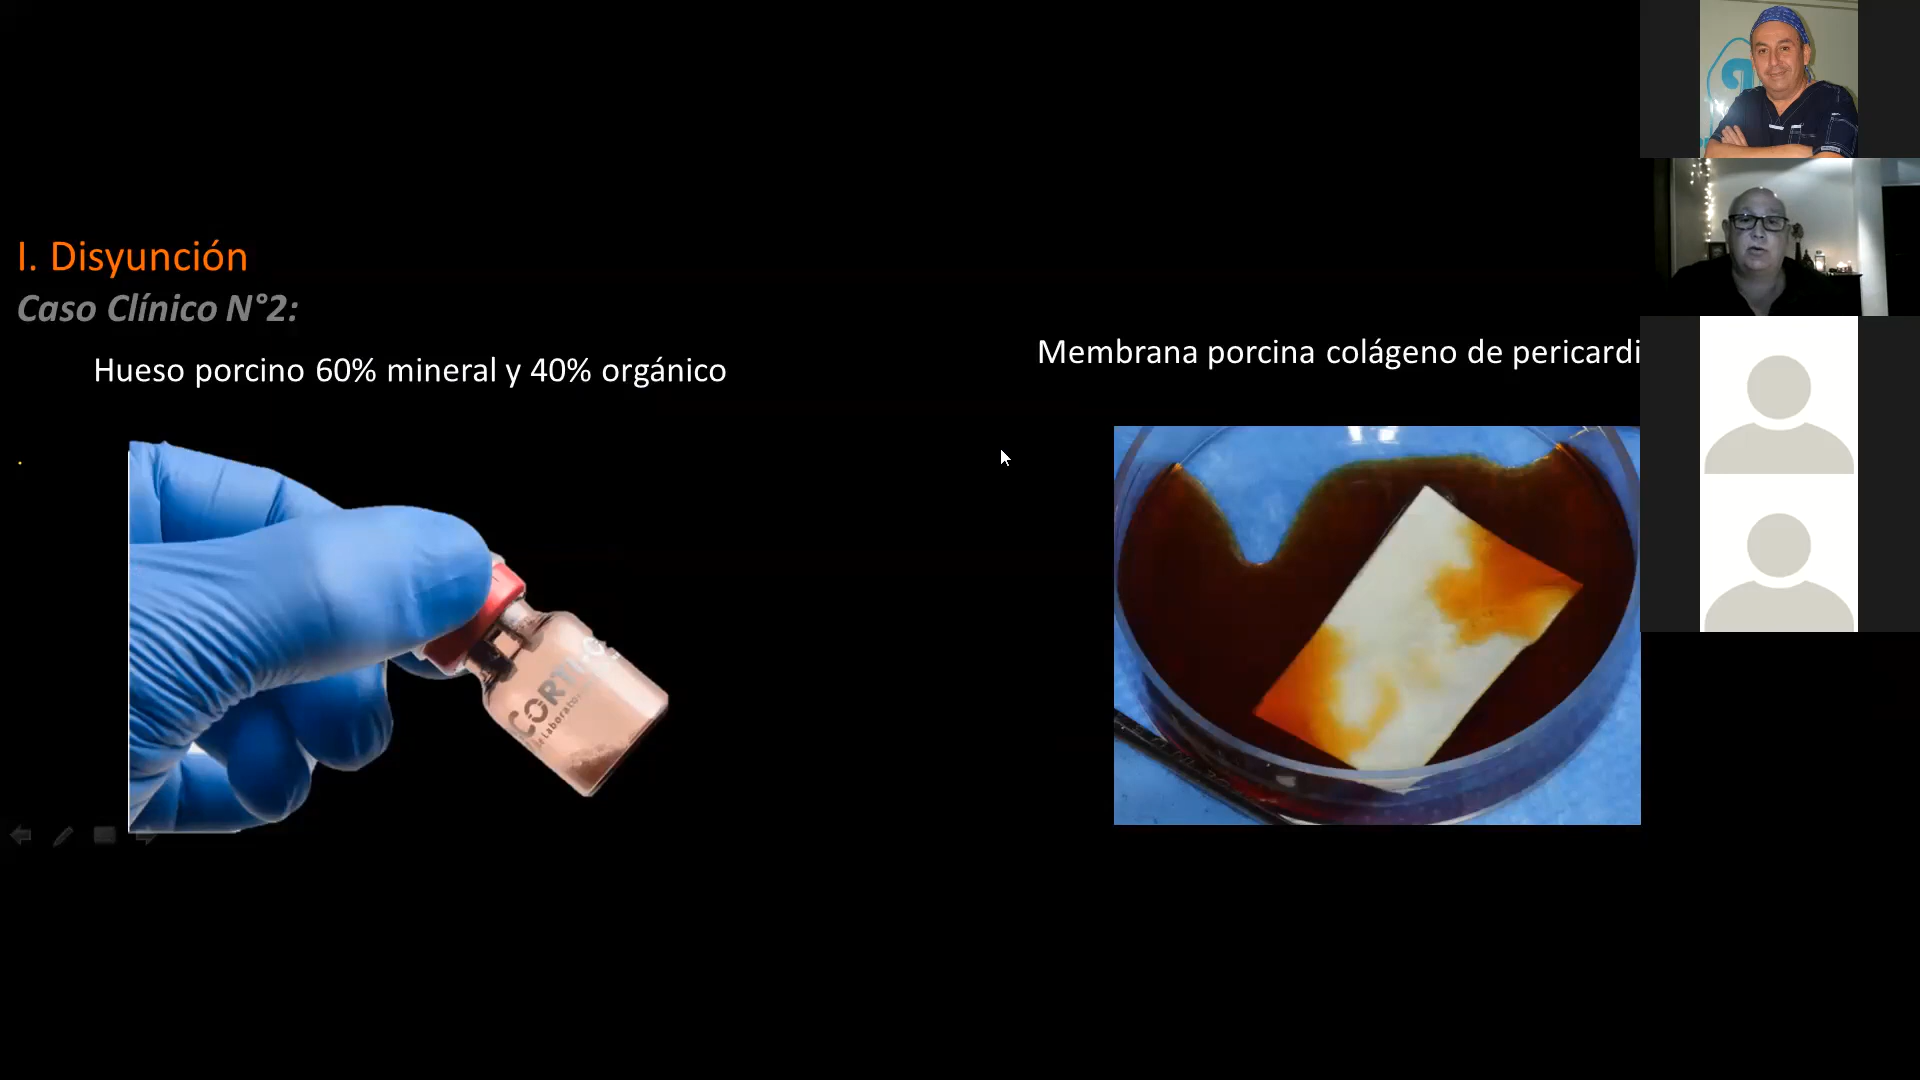 I. Disyunción
Caso Clínico N°2:
Hueso porcino 60% mineral y 40% orgánico
Membrana porcina colágeno de pericardi